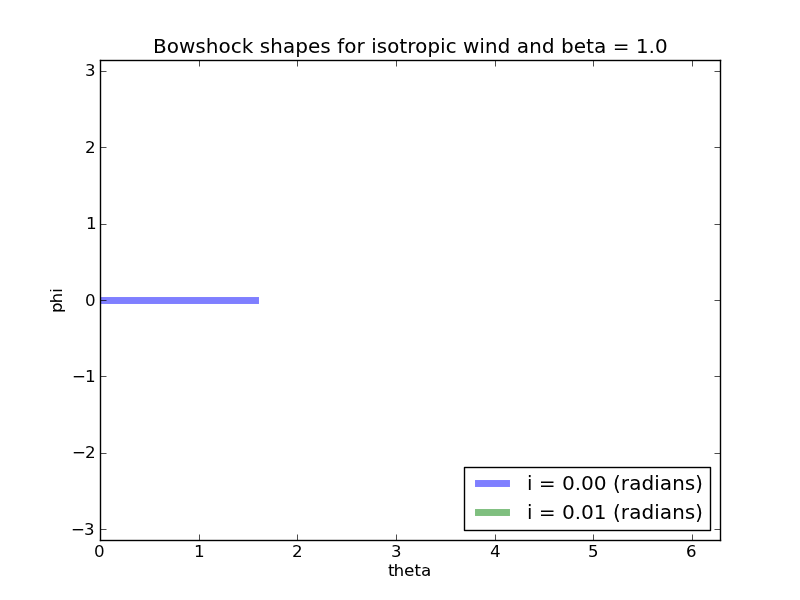 Bowshock shapes for isotropic wind and beta = 1.0
3
2
1
0
−1
−2
−3
phi
0
1
2
3
4
5
6
theta
i = 0.00 (radians)
i = 0.01 (radians)